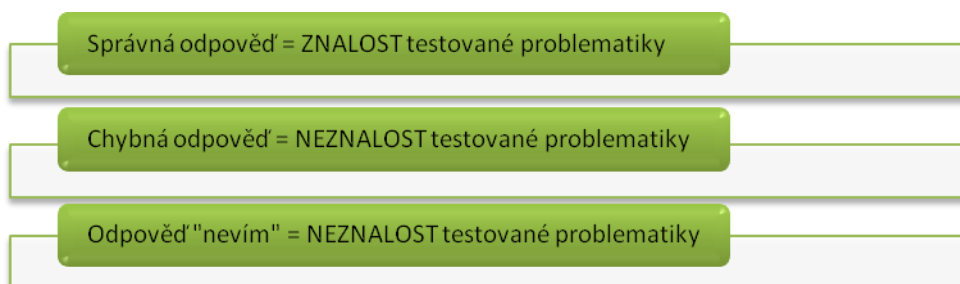 Správná odpověď = ZNALOST testované problematiky
Chybná odpověď = NEZNALOST testované problematiky
Odpověď "nevím" = NEZNALOST testované problematiky